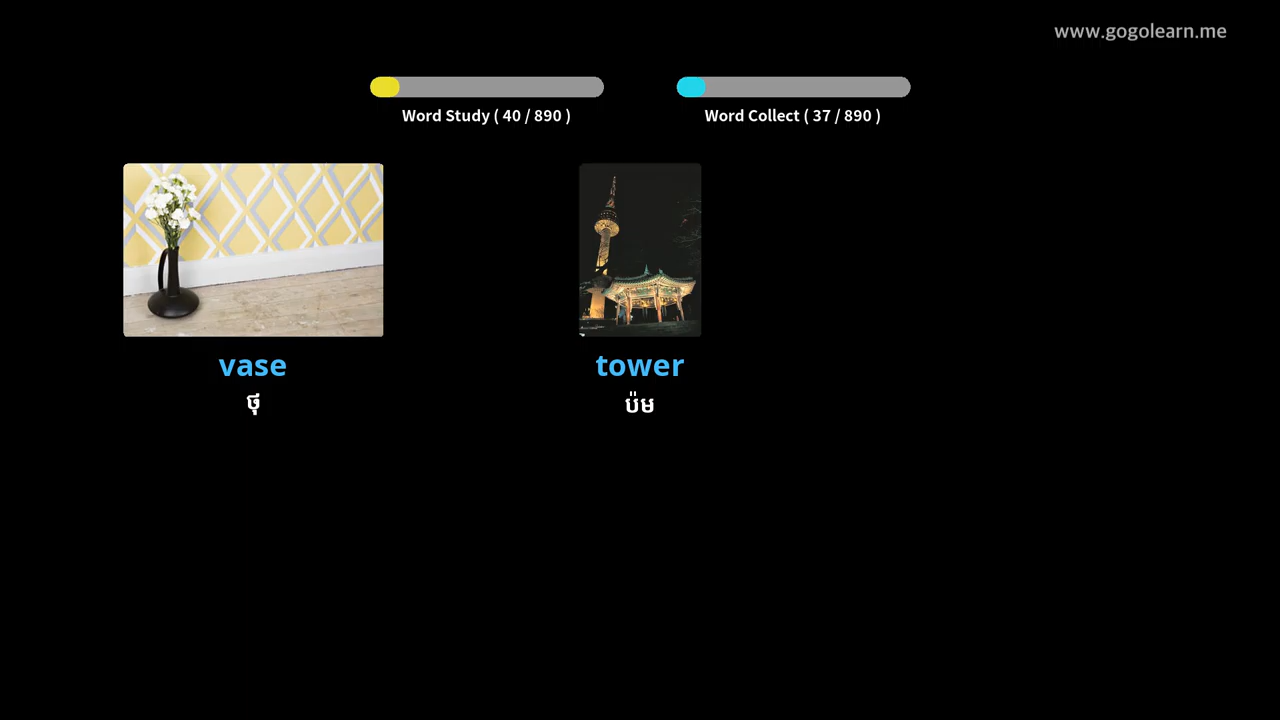 www.gogolearn.me
Word Study ( 40 / 890 )
Word Collect ( 37 / 890 )
vase
ថុ
tower
ប៉ម